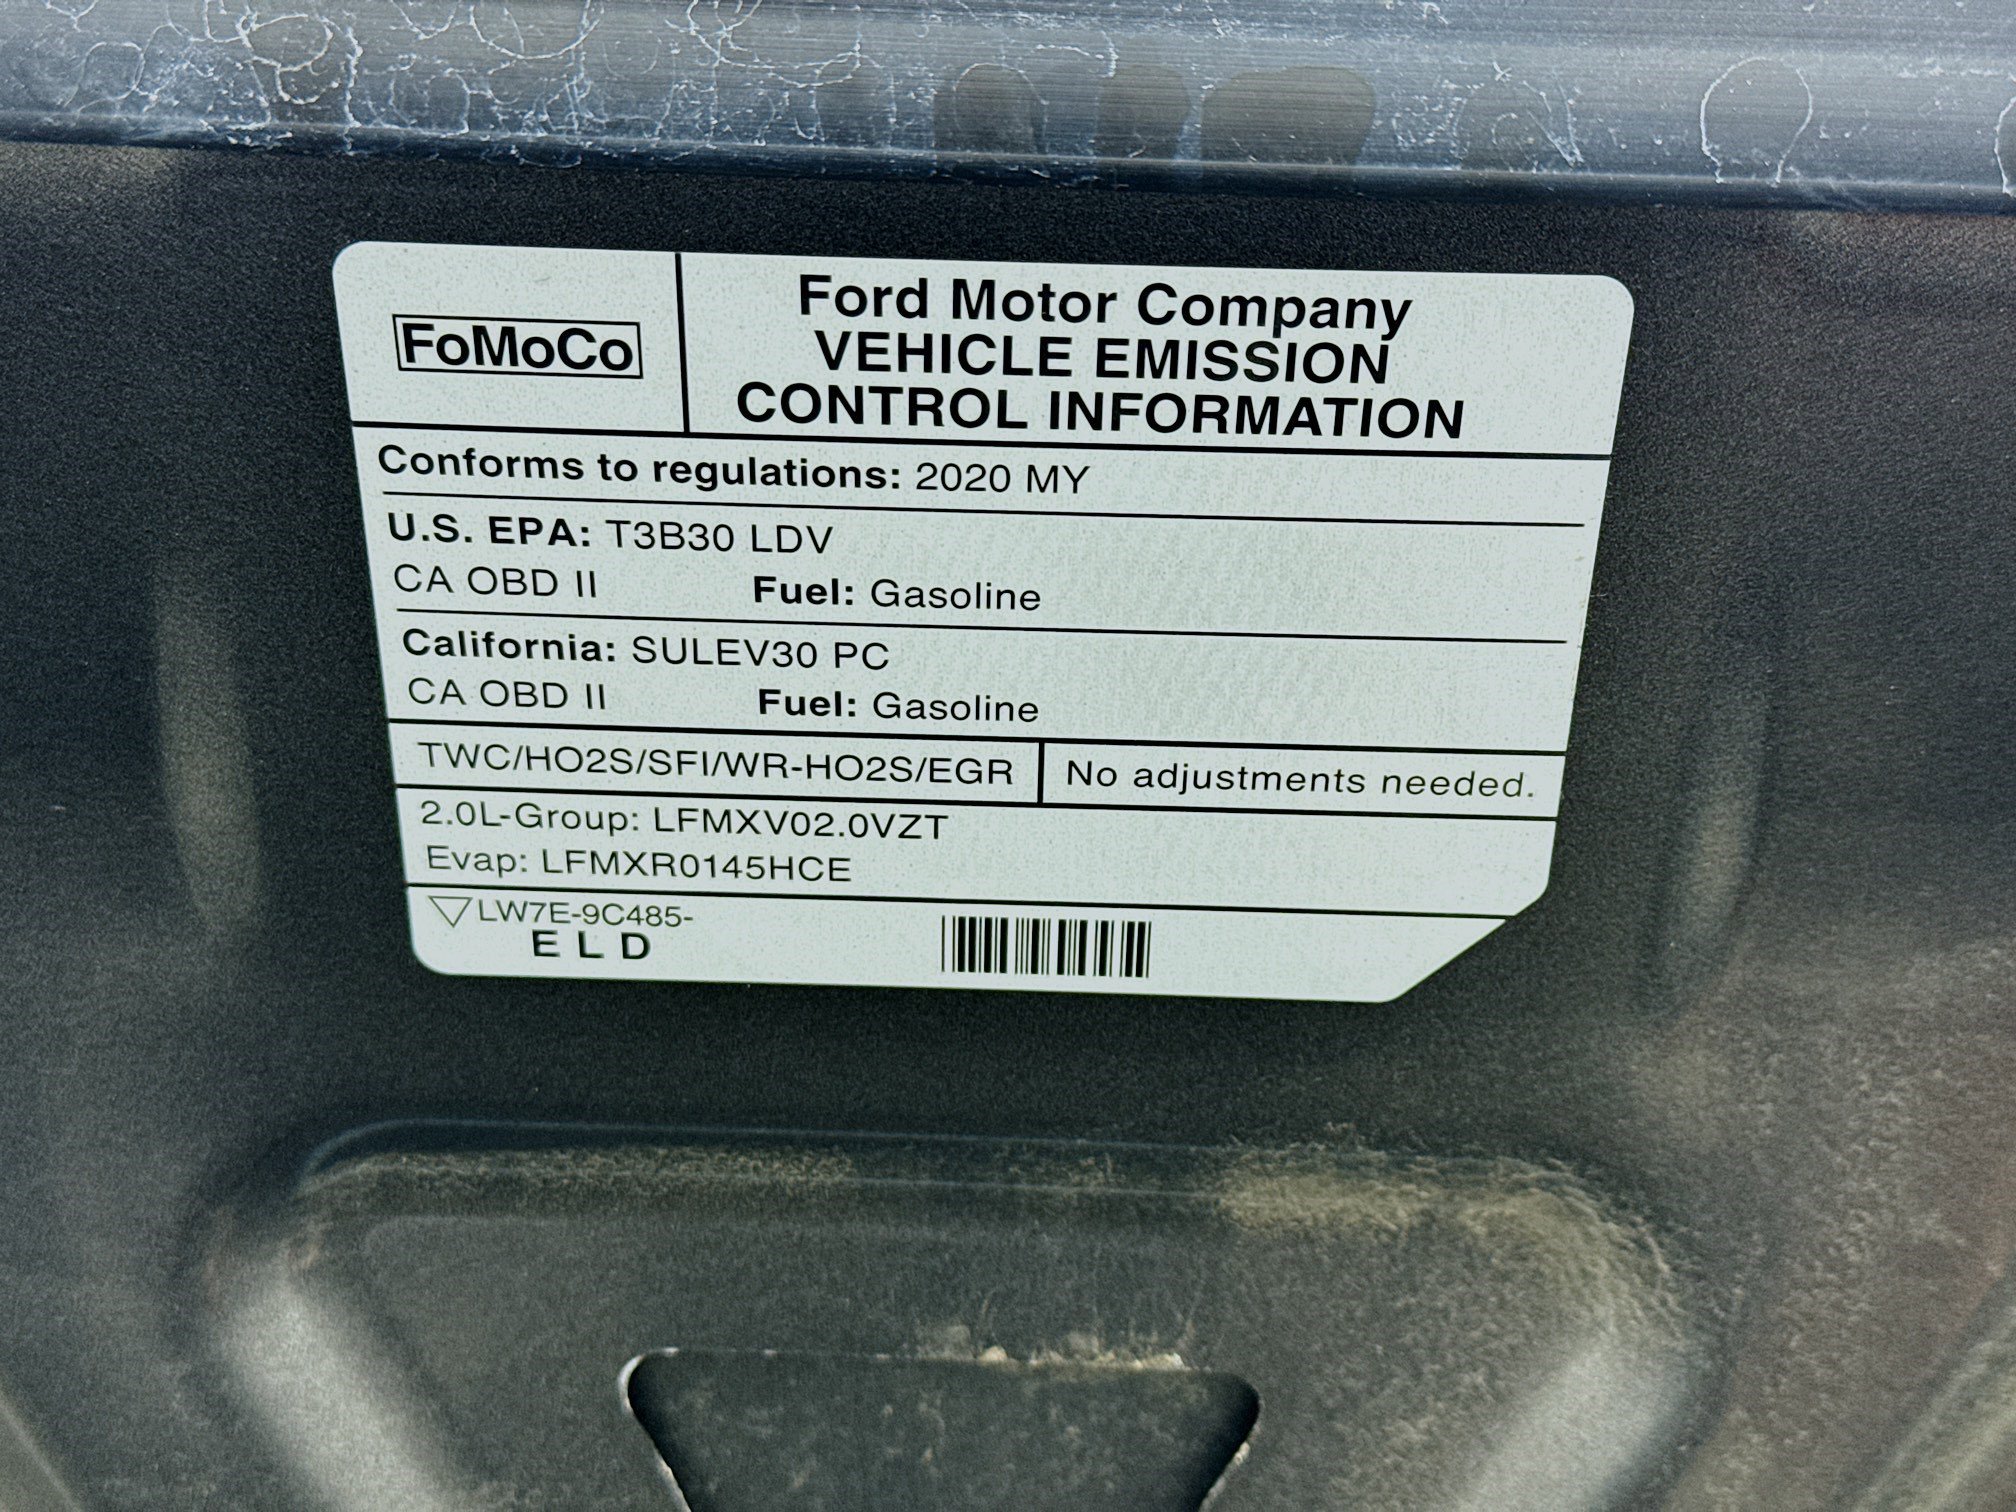 FoMoCo
Ford Motor Company
VEHICLE EMISSION
CONTROL INFORMATION
Conforms to regulations: 2020 MY
U.S. EPA: T3B30 LDV
CA OBD II Fuel: Gasoline
California: SULEV30 PC
CA OBD II Fuel: Gasoline
TWC/HO2S/SFI/WR-HO2S/EGR No adjustments needed.
2.0L-Group: LFMXV02.0VZT
Evap: LFMXR0145HCE
LW7E-9C485-
E L D